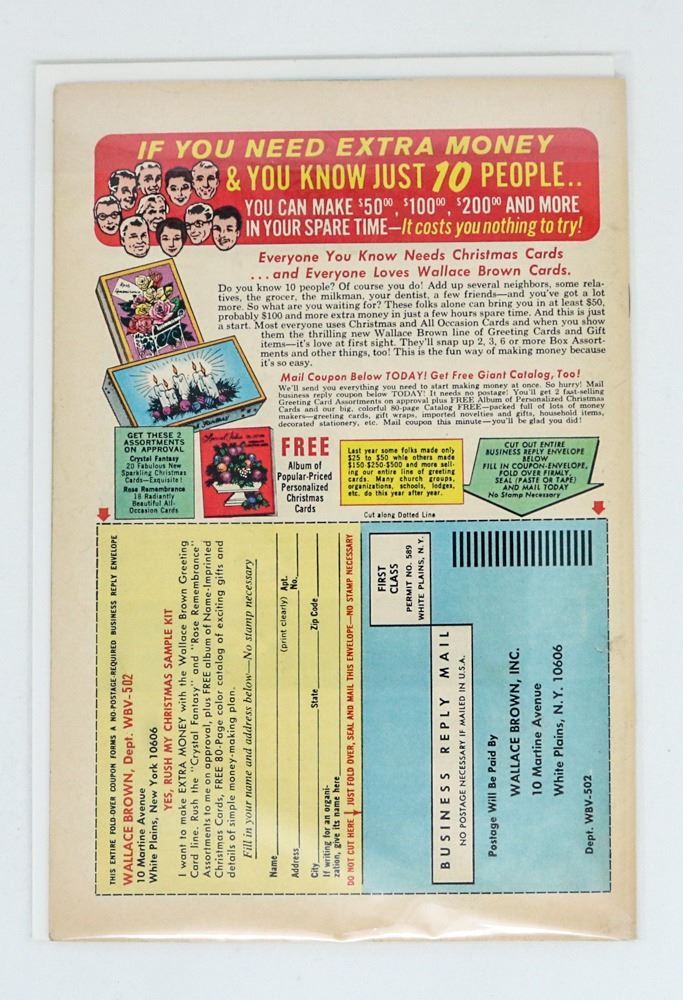 IF YOU NEED EXTRA MONEY
& YOU KNOW JUST 10 PEOPLE..
YOU CAN MAKE $50⁰⁰, $100⁰⁰, $200⁰⁰ AND MORE
IN YOUR SPARE TIME—It costs you nothing to try!
Everyone You Know Needs Christmas Cards
...and Everyone Loves Wallace Brown Cards.
Do you know 10 people? Of course you do! Add up several neighbors, some rela-
tives, the grocer, the milkman, your dentist, a few friends—and you've got a lot
more. So what are you waiting for? These folks alone can bring you in at least $50,
probably $100 and more extra money in just a few hours spare time. And this is just
a start. Most everyone uses Christmas and All Occasion Cards and when you show
them the thrilling new Wallace Brown line of Greeting Cards and Gift
items—it's love at first sight. They'll snap up 2, 3, 6 or more Box Assort-
ments and other things, too! This is the fun way of making money because
it's so easy.
Mail Coupon Below TODAY! Get Free Giant Catalog, Too!
We'll send you everything you need to start making money at once. So hurry! Mail
business reply coupon below TODAY! It needs no postage! You'll get 2 fast-selling
Greeting Card Assortments on approval plus FREE Album of Personalized Christmas
Cards and our big, colorful 80-page Catalog FREE—packed full of lots of money
makers—greeting cards, gift wraps, imported novelties and gifts, household items,
decorated stationery, etc. Mail coupon this minute—you'll be glad you did!
GET THESE 2
ASSORTMENTS
ON APPROVAL
Crystal Fantasy
20 Fabulous New
Sparkling Christmas
Cards—Exquisite!
Rose Remembrance
18 Radiantly
Beautiful All-
Occasion Cards
FREE
Album of
Popular-Priced
Personalized
Christmas
Cards
Last year some folks made only
$25 to $50 while others made
$150-$250-$500 and more sell-
ing our entire line of greeting
cards. Many church groups,
organizations, schools, lodges,
etc. do this year after year.
CUT OUT ENTIRE
BUSINESS REPLY ENVELOPE
BELOW
FILL IN COUPON-ENVELOPE,
FOLD OVER FIRMLY,
SEAL (PASTE OR TAPE)
AND MAIL TODAY
No Stamp Necessary
Cut along Dotted Line
THIS ENTIRE FOLD-OVER COUPON FORMS A NO-POSTAGE-REQUIRED BUSINESS REPLY ENVELOPE
WALLACE BROWN, Dept. WBV-502
10 Martine Avenue
White Plains, New York 10606
YES, RUSH MY CHRISTMAS SAMPLE KIT
I want to make EXTRA MONEY with the Wallace Brown Greeting
Card line. Rush the "Crystal Fantasy" and "Rose Remembrance"
Assortments to me on approval, plus FREE album of Name-Imprinted
Christmas Cards, FREE 80-Page color catalog of exciting gifts and
details of simple money-making plan.
Fill in your name and address below—No stamp necessary
Name (print clearly)
Address Apt. No.
City State Zip Code
If writing for an organi-
zation, give its name here
DO NOT CUT HERE JUST FOLD OVER, SEAL AND MAIL THIS ENVELOPE—NO STAMP NECESSARY
FIRST
CLASS
PERMIT NO. 589
WHITE PLAINS, N.Y.
BUSINESS REPLY MAIL
NO POSTAGE NECESSARY IF MAILED IN U.S.A.
Postage Will Be Paid By
WALLACE BROWN, INC.
10 Martine Avenue
White Plains, N.Y. 10606
Dept. WBV-502